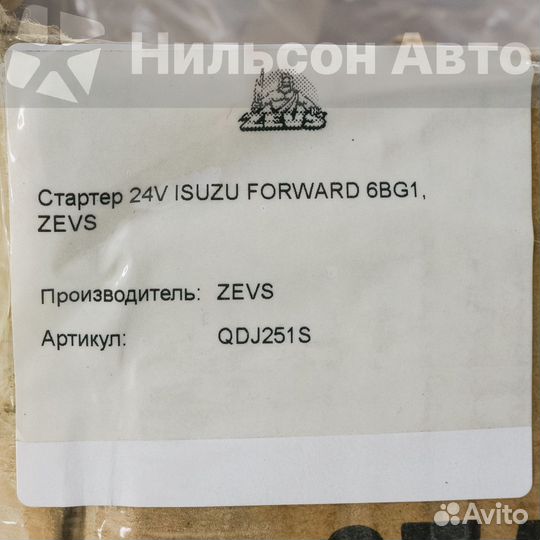 Нильсон Авто
ZEVS
Стартер 24V ISUZU FORWARD 6BG1,
ZEVS
Производитель: ZEVS
Артикул: QDJ251S
Avito